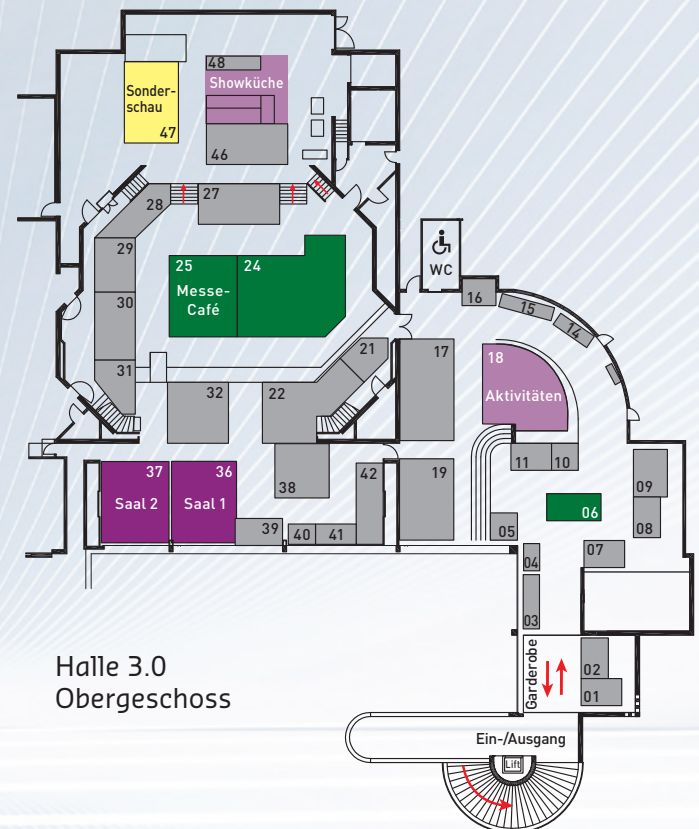 48
Showküche
Sonder-
schau
47
46
27
28
29
25
24
Messe-
Café
30
31
21
32
22
WC
16
15
14
17
18
Aktivitäten
37
36
Saal 2
Saal 1
38
42
19
11
10
39
40
41
09
06
08
05
07
04
03
Garderobe
02
01
Halle 3.0
Obergeschoss
Ein-/Ausgang
Lift